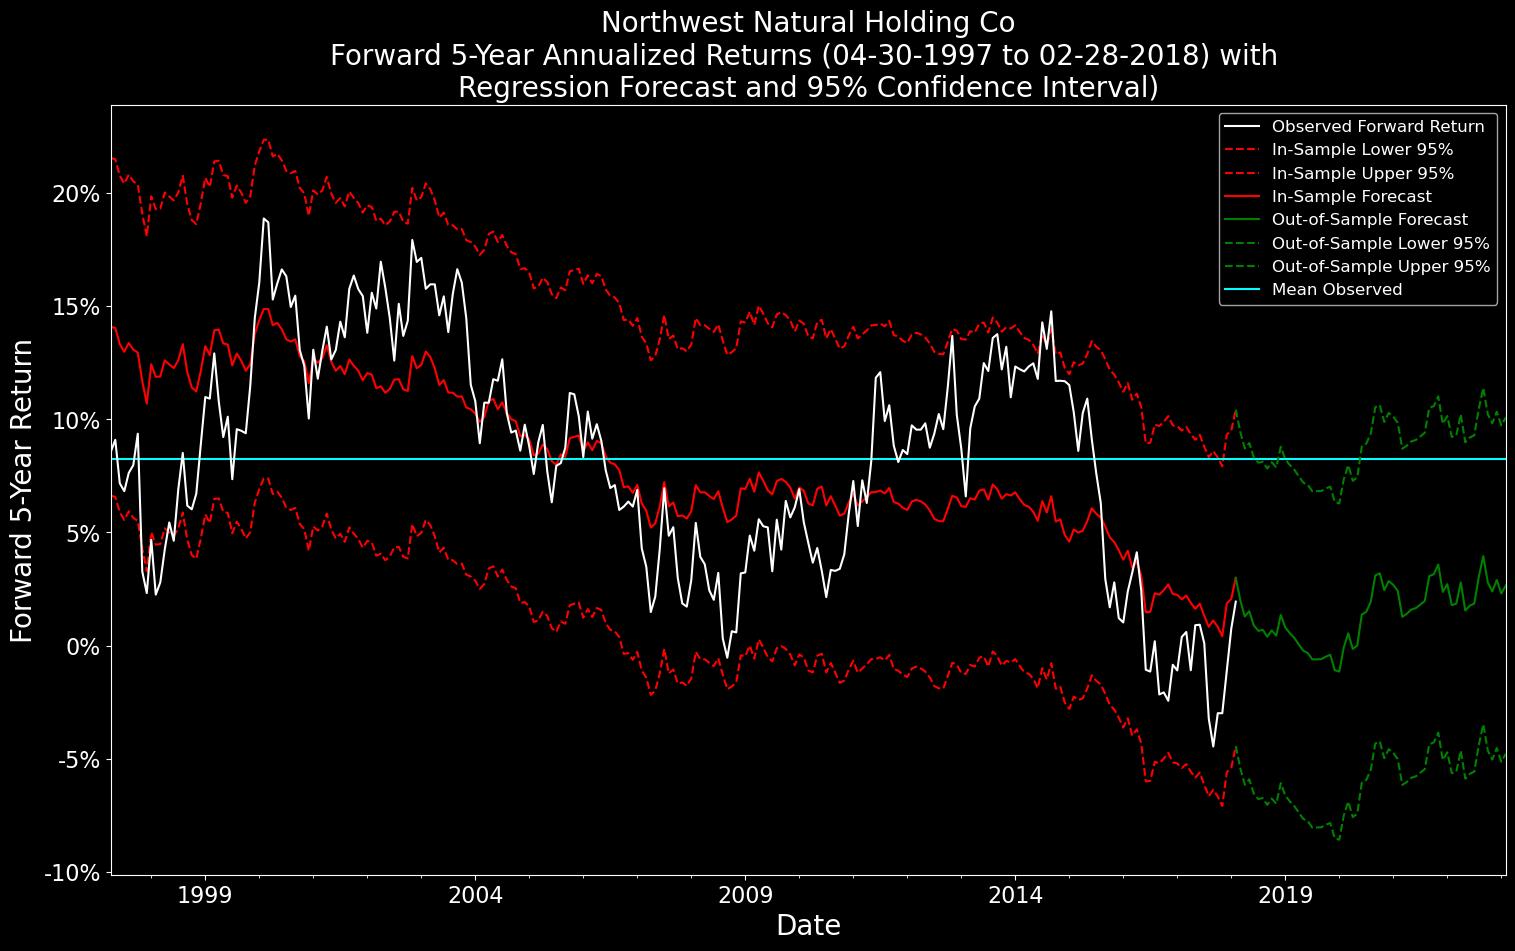 Northwest Natural Holding Co
Forward 5-Year Annualized Returns (04-30-1997 to 02-28-2018) with
Regression Forecast and 95% Confidence Interval)
Observed Forward Return
In-Sample Lower 95%
In-Sample Upper 95%
In-Sample Forecast
Out-of-Sample Forecast
Out-of-Sample Lower 95%
Out-of-Sample Upper 95%
Mean Observed
Forward 5-Year Return
20%
15%
10%
5%
0%
-5%
-10%
1999 2004 2009 2014 2019
Date